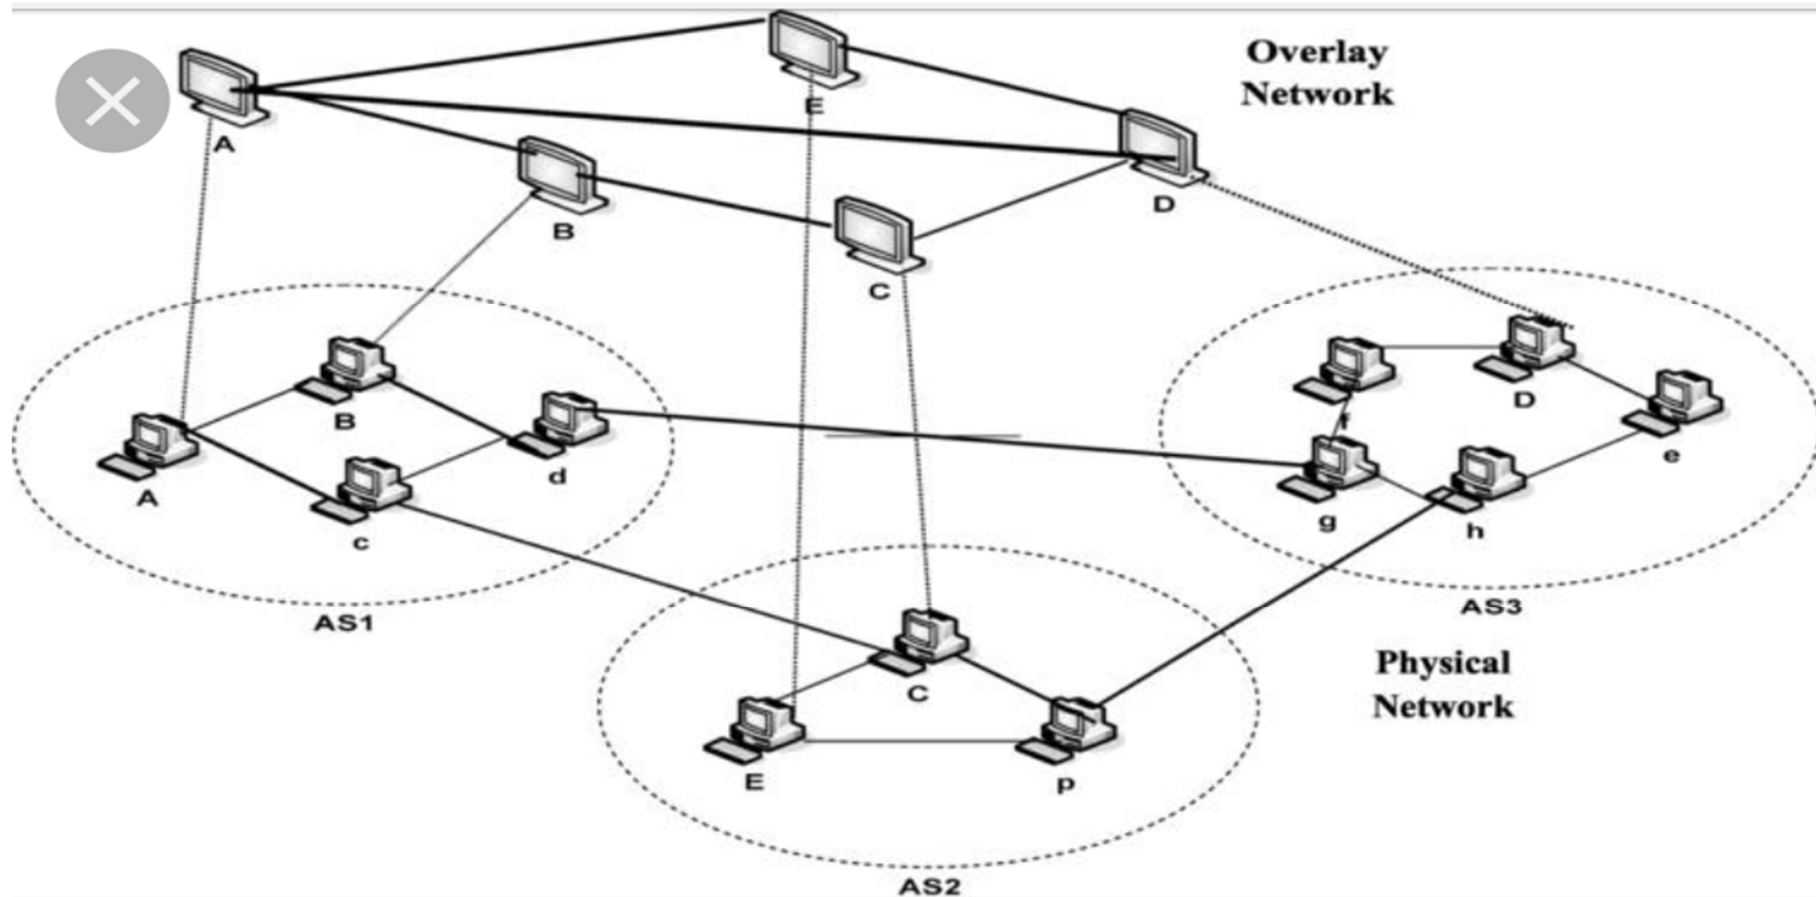 Overlay
Network
A
E
B
D
C
B
A
d
c
AS1
f
D
e
g
h
AS3
C
E
p
AS2
Physical
Network